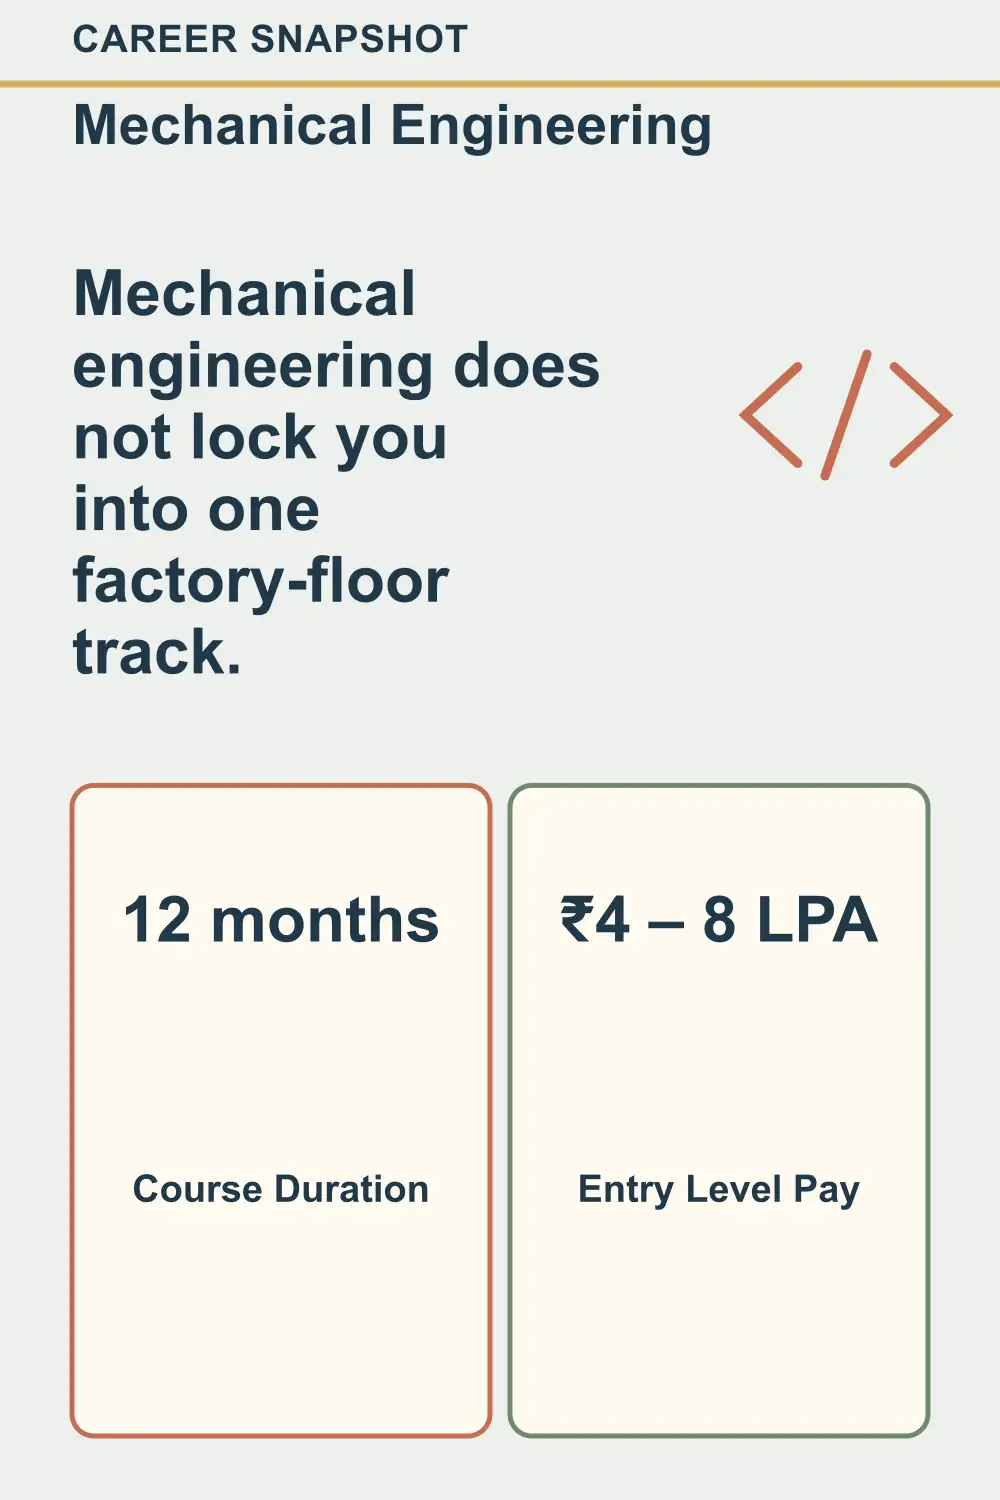 CAREER SNAPSHOT
Mechanical Engineering
Mechanical
engineering does
not lock you
into one
factory-floor
track.
12 months
Course Duration
₹4 – 8 LPA
Entry Level Pay